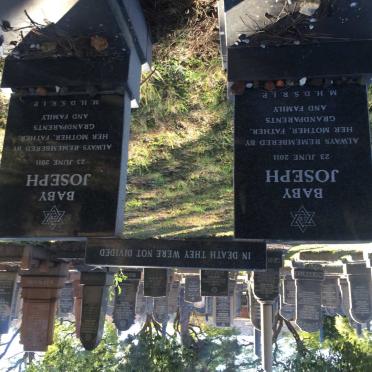 BABY
JOSEPH
23 JUNE 2011
ALWAYS REMEMBERED BY
HER MOTHER, FATHER,
GRANDPARENTS
AND FAMILY
M.H.D.S.R.I.P
BABY
JOSEPH
23 JUNE 2011
ALWAYS REMEMBERED BY
HER MOTHER, FATHER,
GRANDPARENTS
AND FAMILY
M.H.D.S.R.I.P
IN DEATH THEY WERE NOT DIVIDED